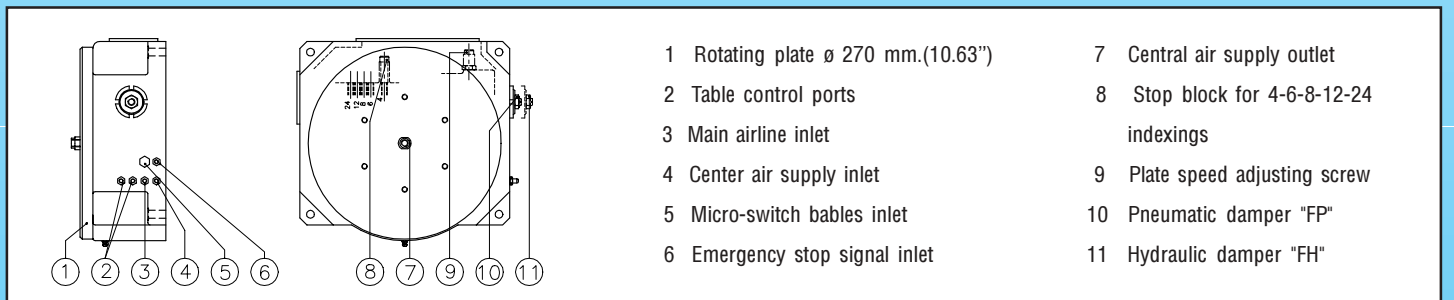 24 12 8 6 4
1 2 3 4 5 6 8 7 9 10 11
1 Rotating plate ø 270 mm.(10.63”)
2 Table control ports
3 Main airline inlet
4 Center air supply inlet
5 Micro-switch bables inlet
6 Emergency stop signal inlet
7 Central air supply outlet
8 Stop block for 4-6-8-12-24
indexings
9 Plate speed adjusting screw
10 Pneumatic damper "FP"
11 Hydraulic damper "FH"